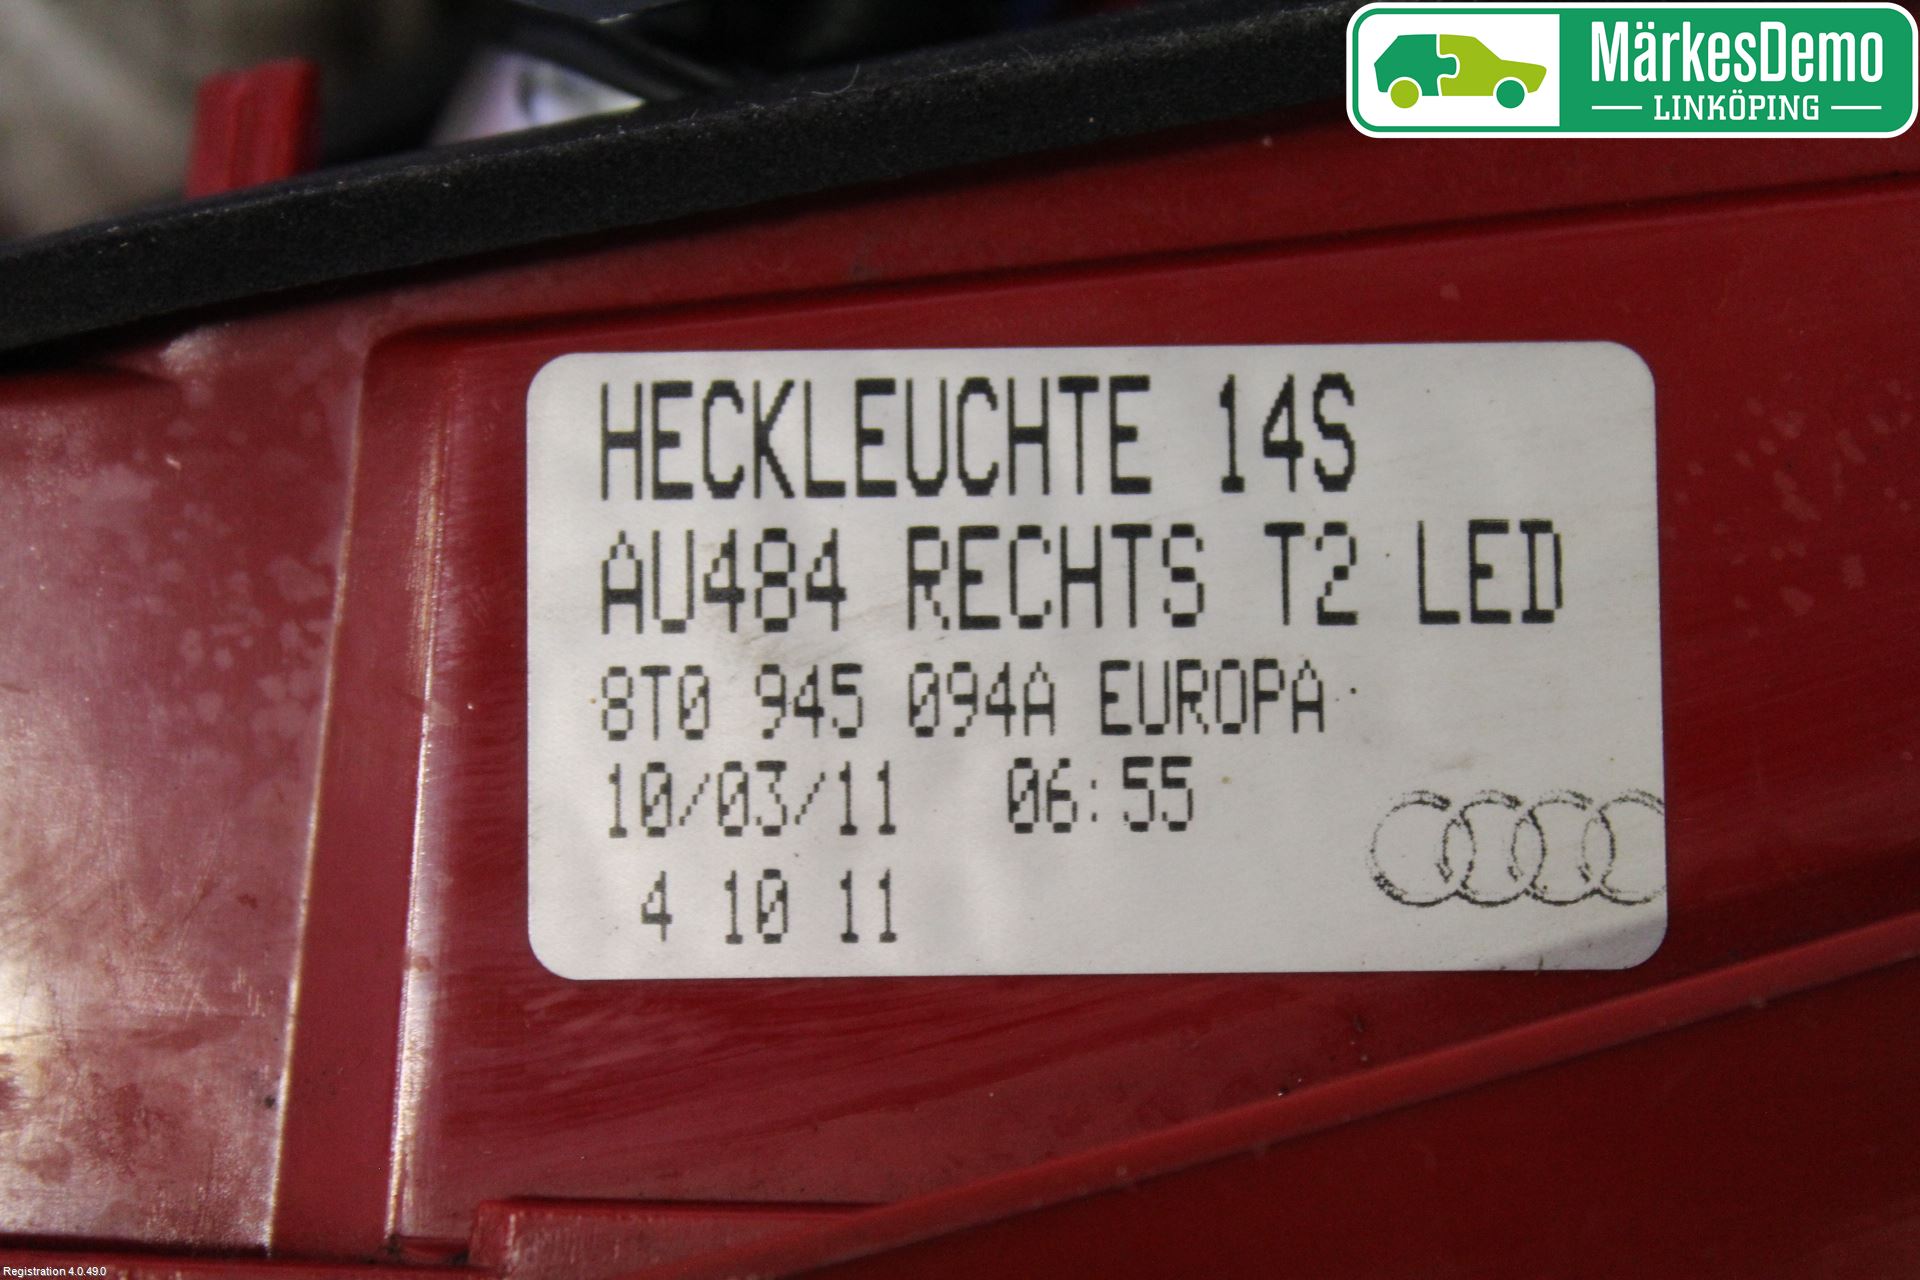 MärkesDemo
LINKÖPING
HECKLEUCHTE 14S
AU484 RECHTS T2 LED
8T0 945 094A EUROPA
10/03/11 06:55
4 10 11
Registration 4.0.49.0